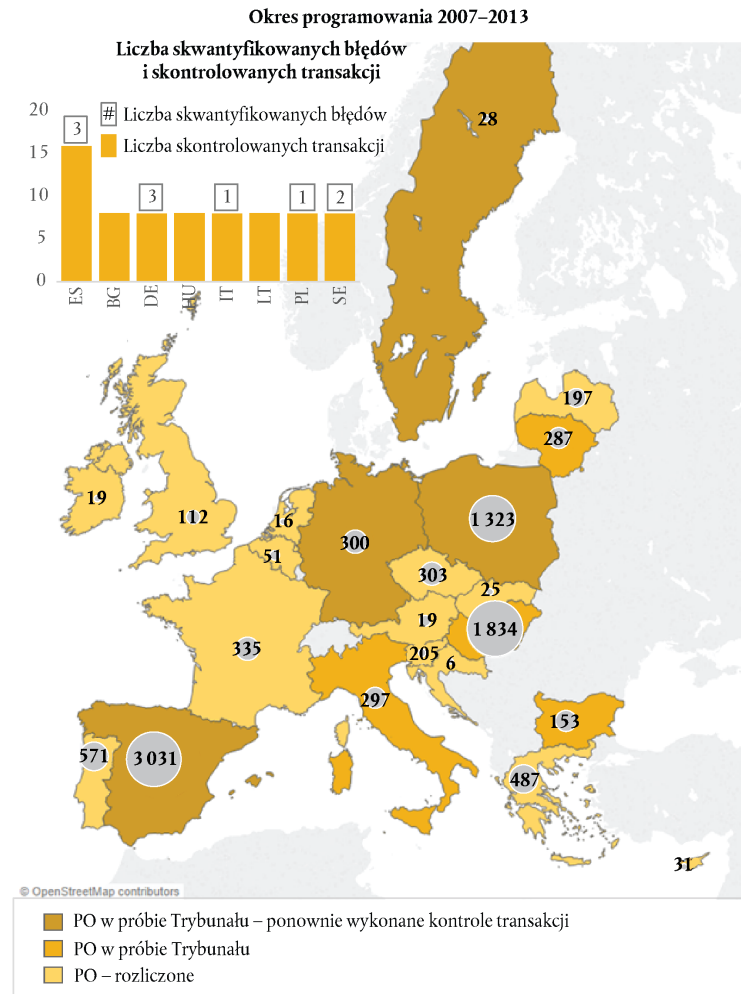 Okres programowania 2007–2013
Liczba skwantyfikowanych błędów
i skontrolowanych transakcji
20
15
10
5
0
# Liczba skwantyfikowanych błędów
Liczba skontrolowanych transakcji
3
3
1
1
2
ES
BG
DE
HU
IT
LT
PL
SE
28
197
287
19
112
16
51
300
1 323
303
25
19
1 834
335
205
6
297
153
571
3 031
487
31
© OpenStreetMap contributors
PO w próbie Trybunału – ponownie wykonane kontrole transakcji
PO w próbie Trybunału
PO – rozliczone